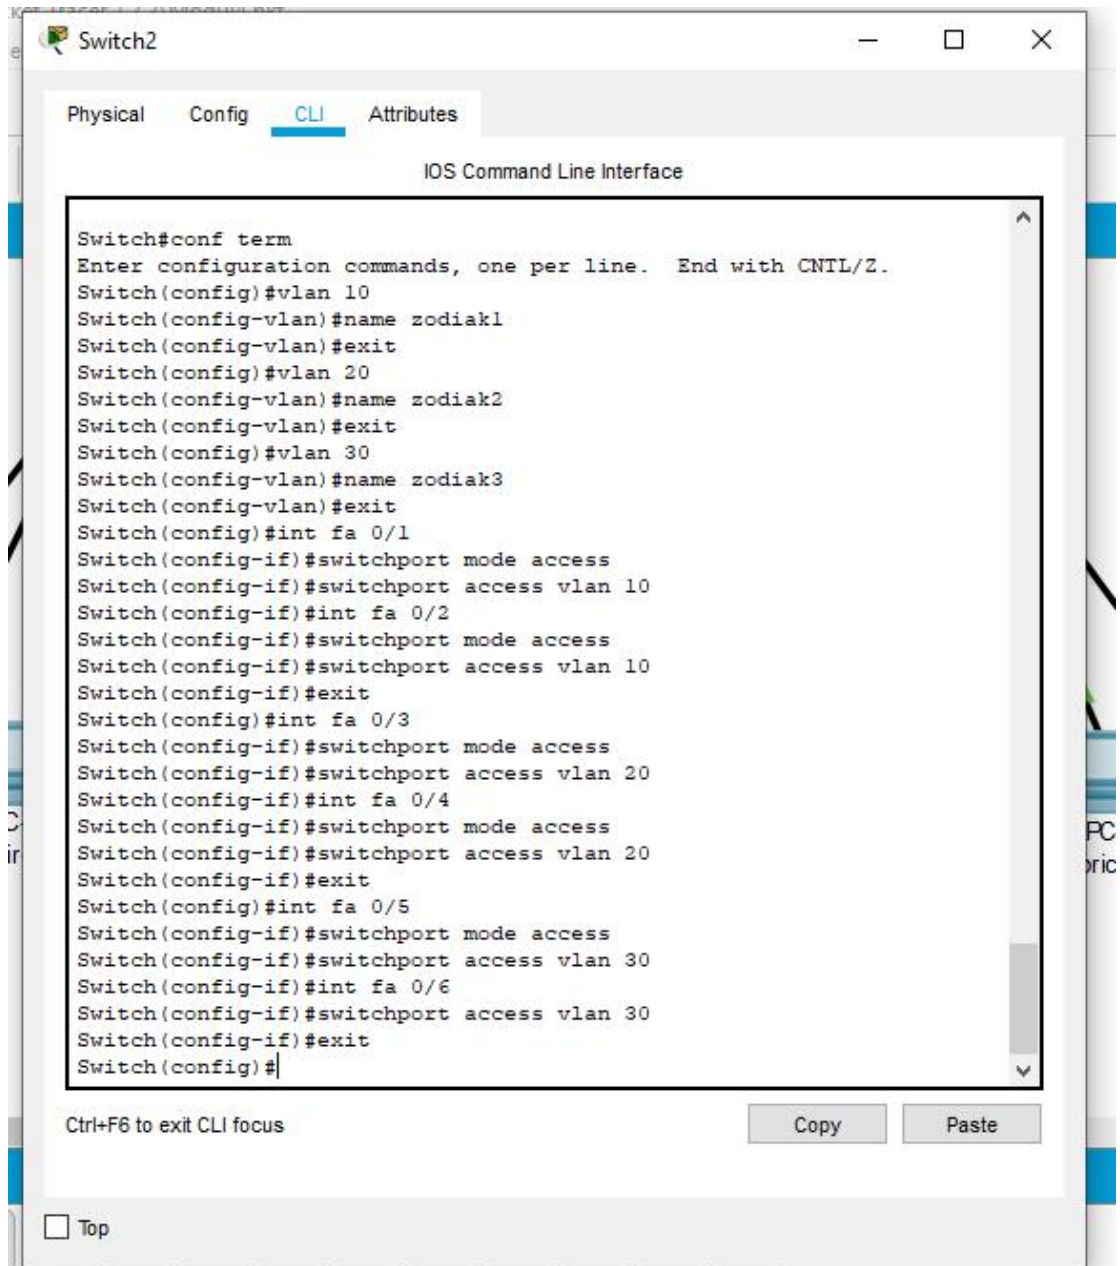 Switch2
Physical Config CLI Attributes
IOS Command Line Interface
Switch#conf term
Enter configuration commands, one per line. End with CNTL/Z.
Switch(config)#vlan 10
Switch(config-vlan)#name zodiak1
Switch(config-vlan)#exit
Switch(config)#vlan 20
Switch(config-vlan)#name zodiak2
Switch(config-vlan)#exit
Switch(config)#vlan 30
Switch(config-vlan)#name zodiak3
Switch(config-vlan)#exit
Switch(config)#int fa 0/1
Switch(config-if)#switchport mode access
Switch(config-if)#switchport access vlan 10
Switch(config-if)#int fa 0/2
Switch(config-if)#switchport mode access
Switch(config-if)#switchport access vlan 10
Switch(config-if)#exit
Switch(config)#int fa 0/3
Switch(config-if)#switchport mode access
Switch(config-if)#switchport access vlan 20
Switch(config-if)#int fa 0/4
Switch(config-if)#switchport mode access
Switch(config-if)#switchport access vlan 20
Switch(config-if)#exit
Switch(config)#int fa 0/5
Switch(config-if)#switchport mode access
Switch(config-if)#switchport access vlan 30
Switch(config-if)#int fa 0/6
Switch(config-if)#switchport access vlan 30
Switch(config-if)#exit
Switch(config)#
Ctrl+F6 to exit CLI focus
Copy Paste
Top
PC